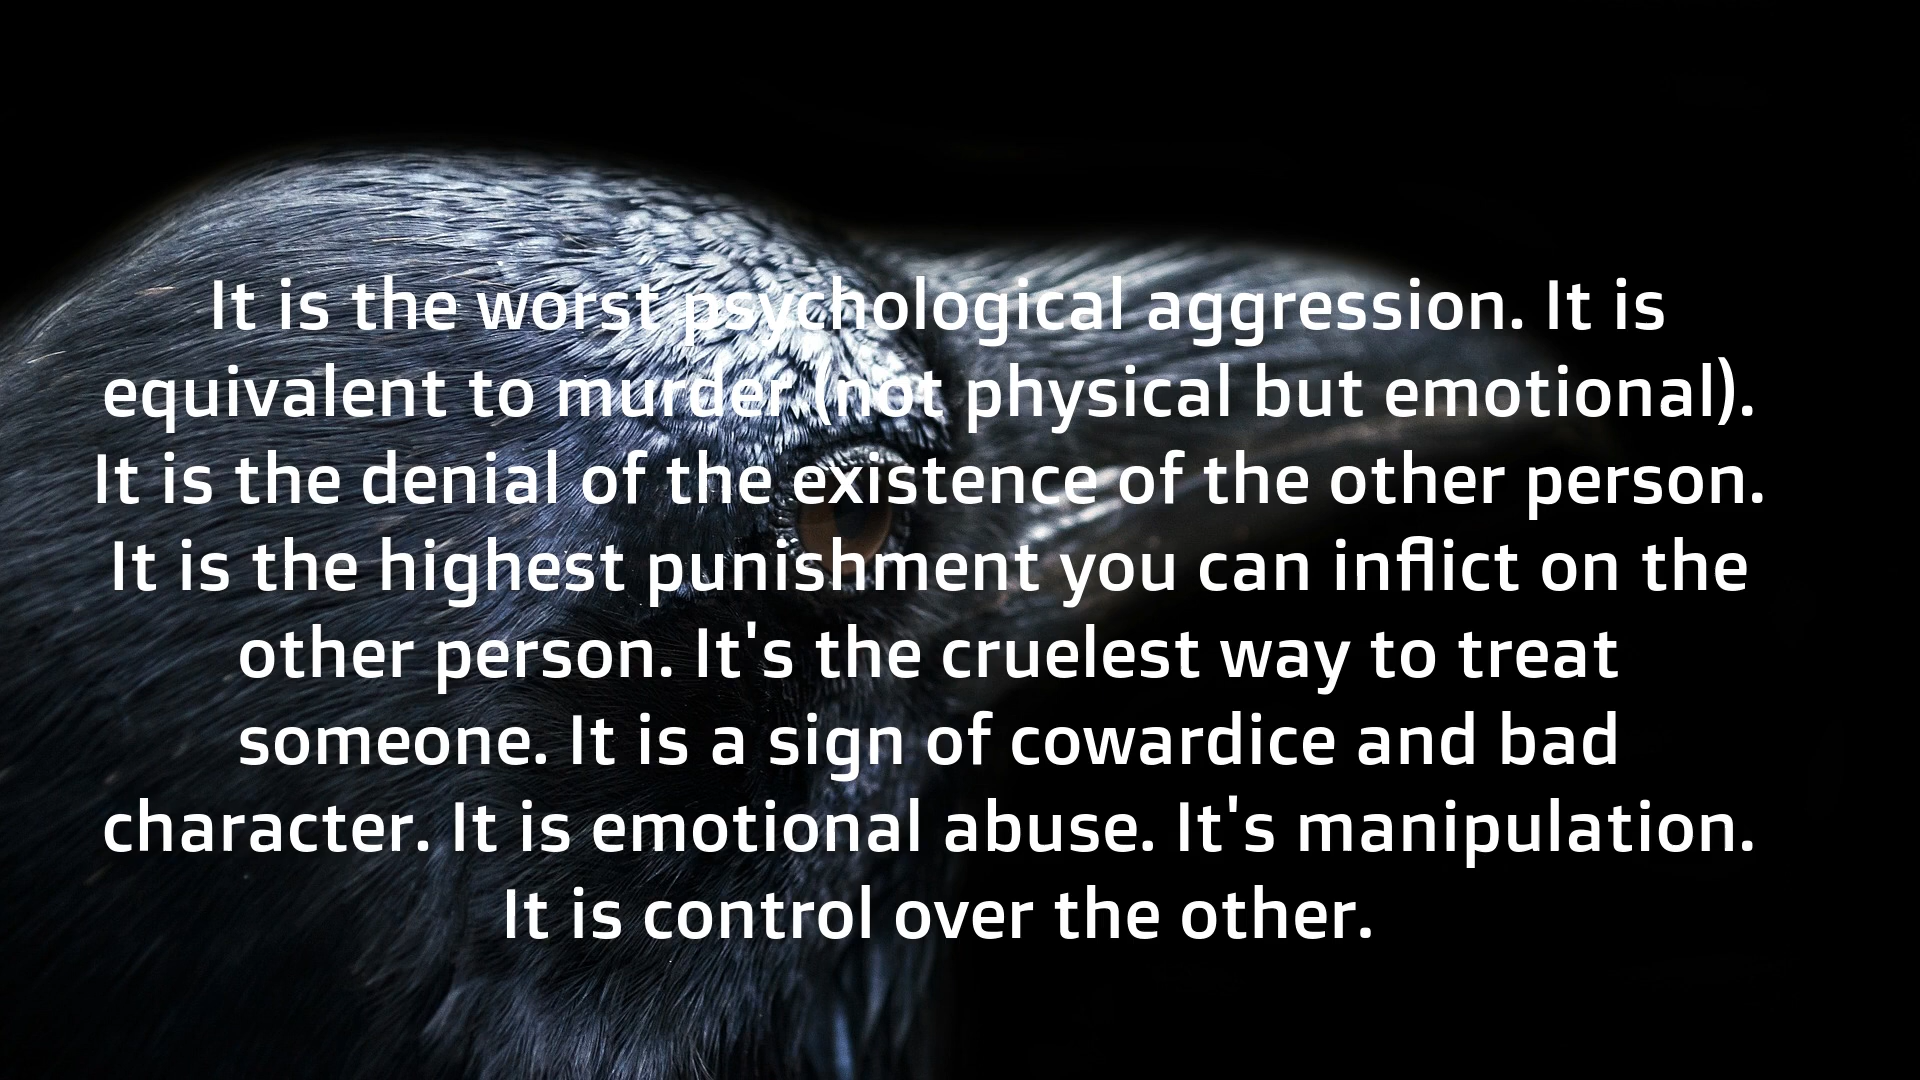 It is the worst psychological aggression. It is
equivalent to murder (not physical but emotional).
It is the denial of the existence of the other person.
It is the highest punishment you can inflict on the
other person. It's the cruelest way to treat
someone. It is a sign of cowardice and bad
character. It is emotional abuse. It's manipulation.
It is control over the other.